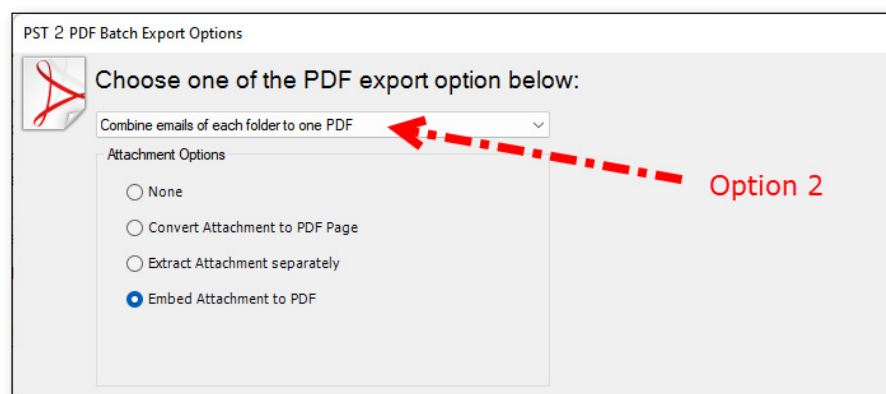 PST 2 PDF Batch Export Options
Choose one of the PDF export option below:
Combine emails of each folder to one PDF
Attachment Options
None
Option 2
Convert Attachment to PDF Page
Extract Attachment separately
Embed Attachment to PDF